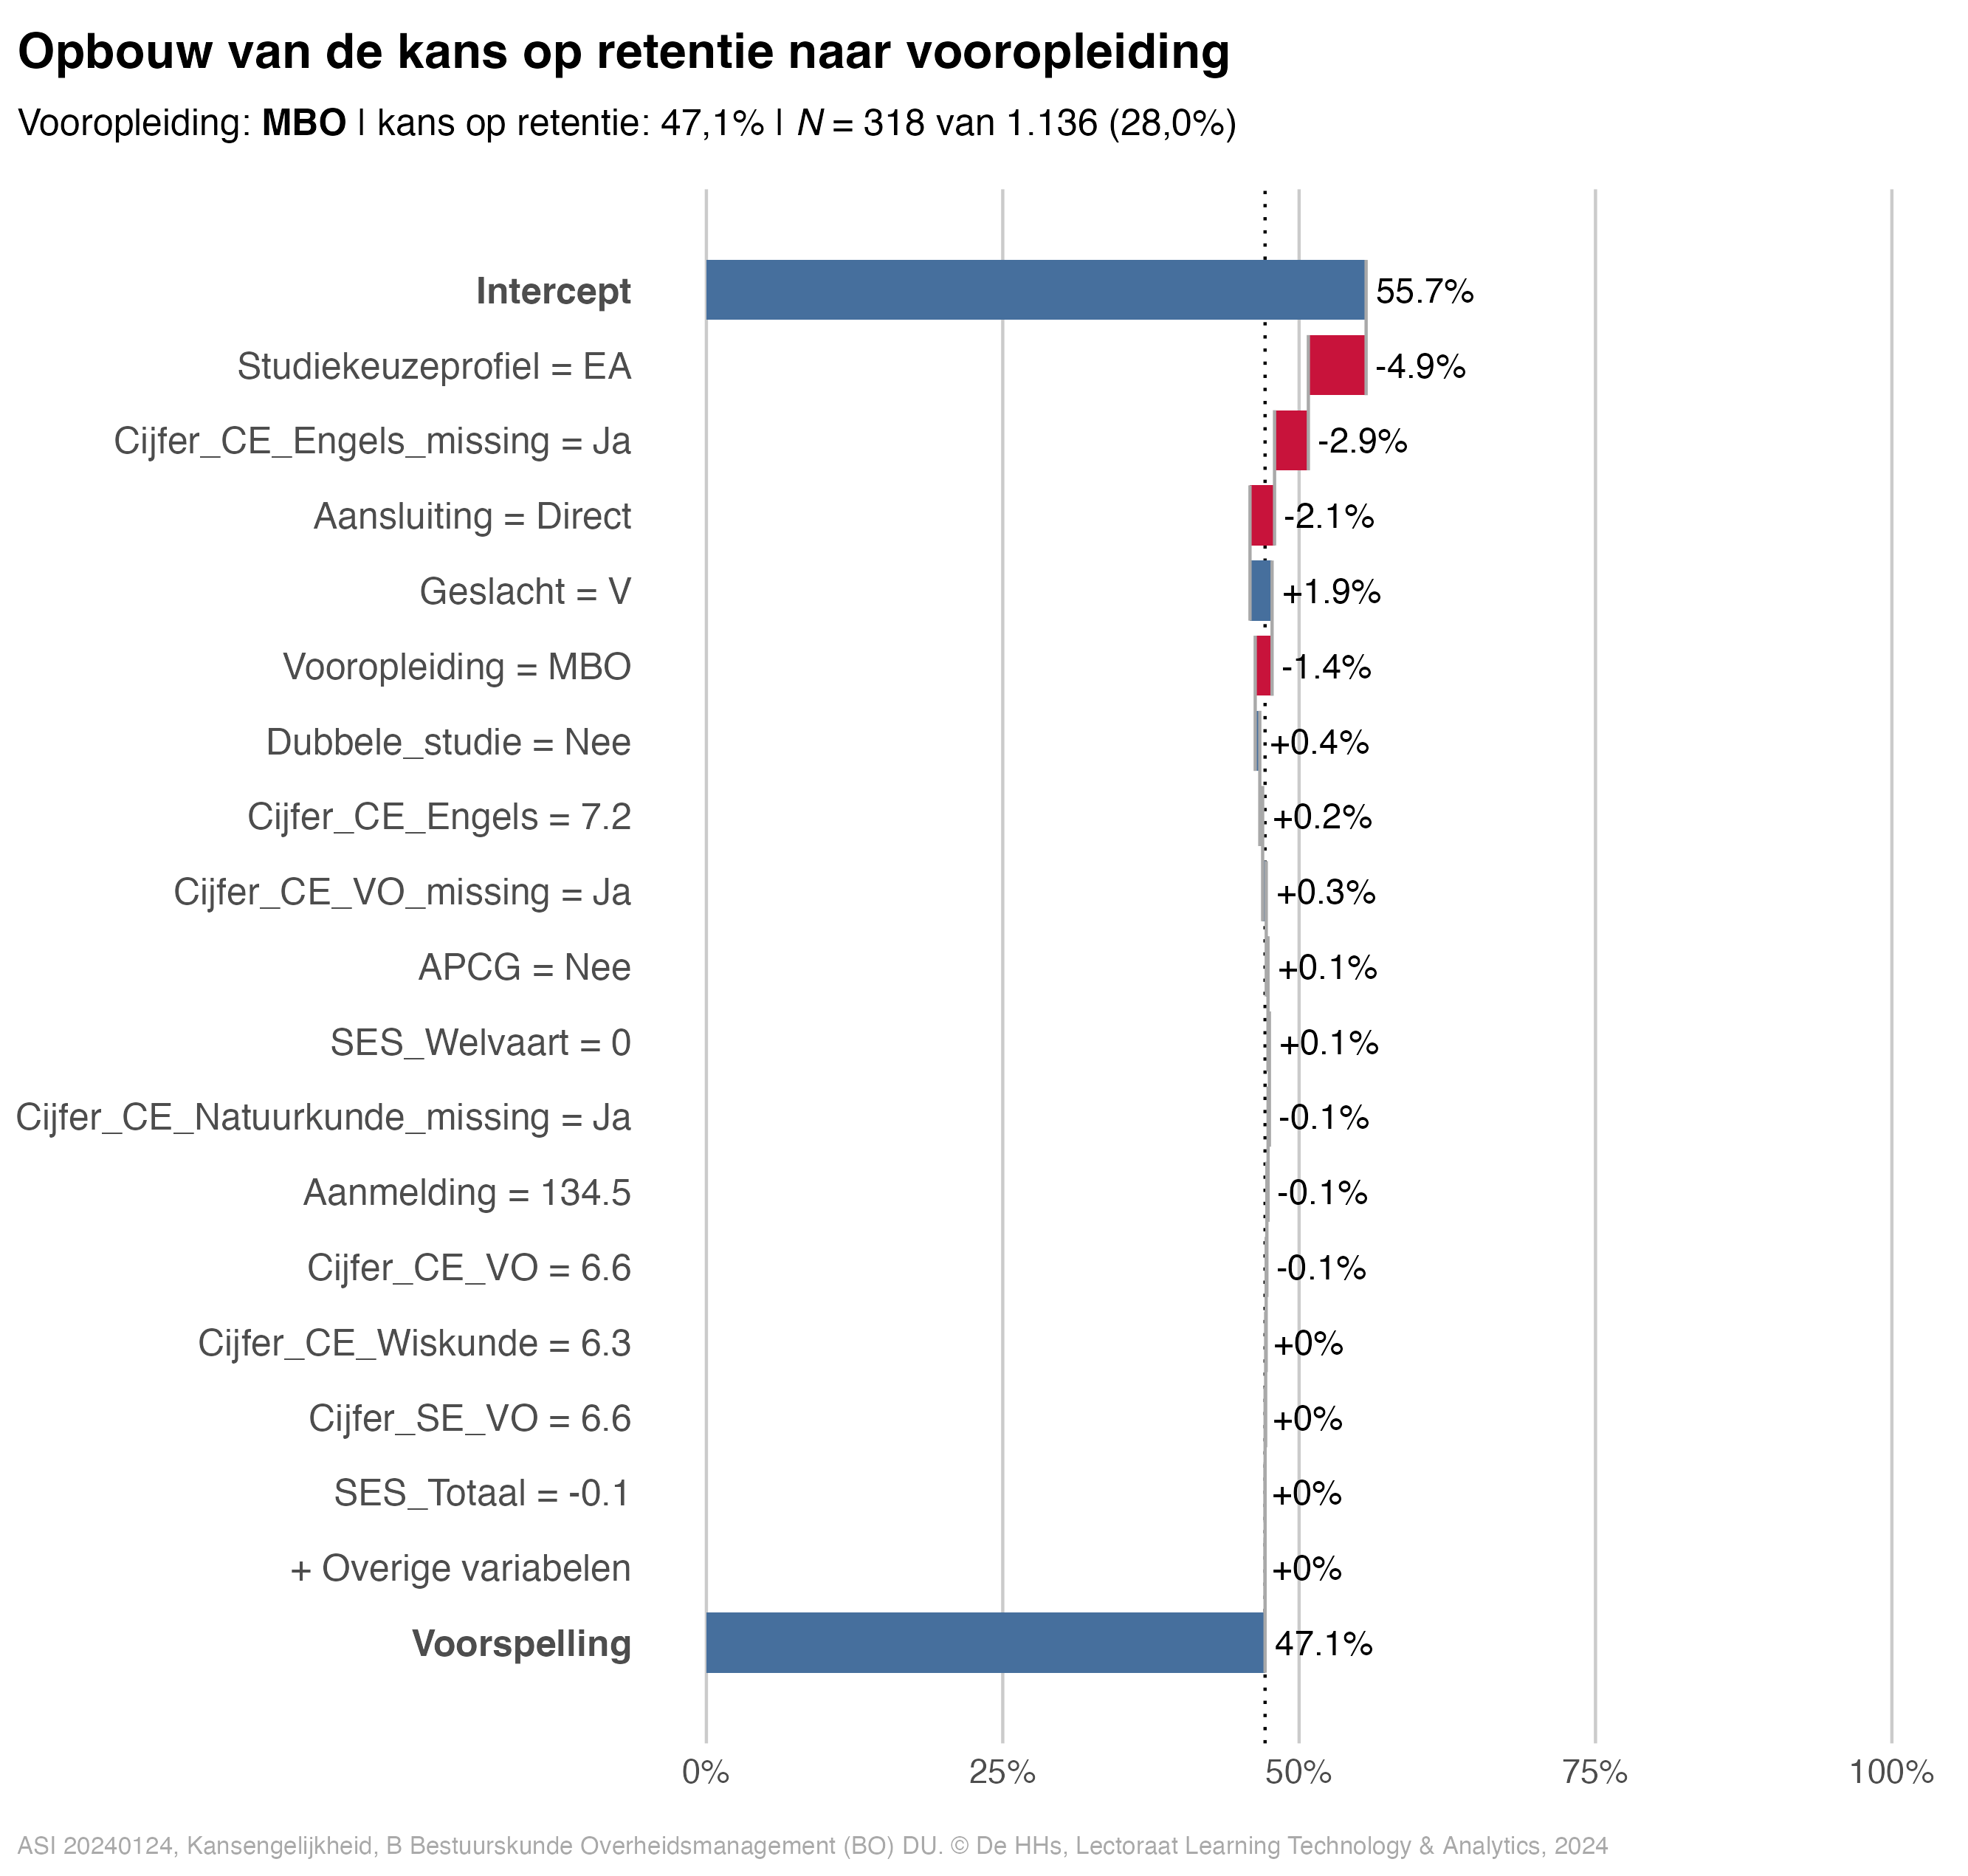 Opbouw van de kans op retentie naar vooropleiding
Vooropleiding: MBO | kans op retentie: 47,1% | N = 318 van 1.136 (28,0%)
Intercept 55.7%
Studiekeuzeprofiel = EA -4.9%
Cijfer_CE_Engels_missing = Ja -2.9%
Aansluiting = Direct -2.1%
Geslacht = V +1.9%
Vooropleiding = MBO -1.4%
Dubbele_studie = Nee +0.4%
Cijfer_CE_Engels = 7.2 +0.2%
Cijfer_CE_VO_missing = Ja +0.3%
APCG = Nee +0.1%
SES_Welvaart = 0 +0.1%
Cijfer_CE_Natuurkunde_missing = Ja -0.1%
Aanmelding = 134.5 -0.1%
Cijfer_CE_VO = 6.6 -0.1%
Cijfer_CE_Wiskunde = 6.3 +0%
Cijfer_SE_VO = 6.6 +0%
SES_Totaal = -0.1 +0%
+ Overige variabelen +0%
Voorspelling 47.1%
0% 25% 50% 75% 100%
ASI 20240124, Kansengelijkheid, B Bestuurskunde Overheidsmanagement (BO) DU. © De HHs, Lectoraat Learning Technology & Analytics, 2024